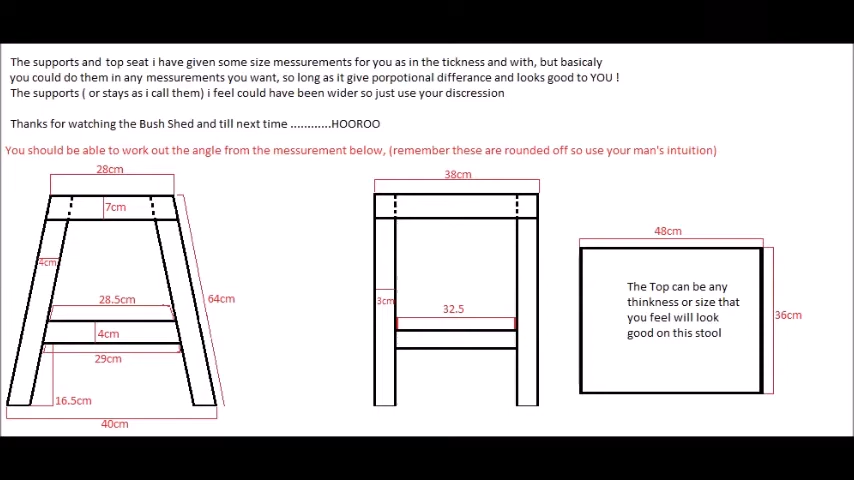 The supports and top seat i have given some size messurements for you as in the tickness and with, but basicaly
you could do them in any messurements you want, so long as it give porpotional differance and looks good to YOU !
The supports ( or stays as i call them) i feel could have been wider so just use your discression
Thanks for watching the Bush Shed and till next time ............HOOROO
You should be able to work out the angle from the messurement below, (remember these are rounded off so use your man's intuition)
28cm
7cm
4cm
64cm
28.5cm
4cm
29cm
16.5cm
40cm
38cm
3cm
32.5
48cm
The Top can be any
thinkness or size that
you feel will look
good on this stool
36cm